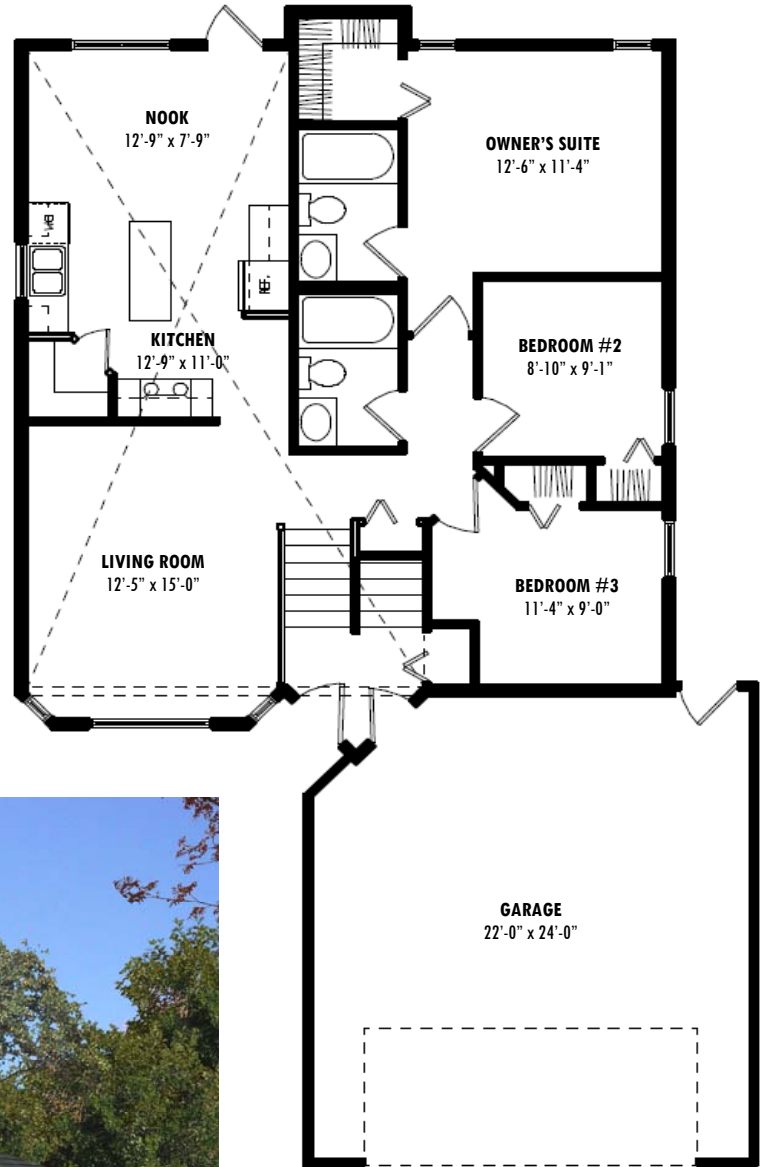 NOOK
12'-9" x 7'-9"
OWNER'S SUITE
12'-6" x 11'-4"
DW
REF.
KITCHEN
12'-9" x 11'-0"
BEDROOM #2
8'-10" x 9'-1"
LIVING ROOM
12'-5" x 15'-0"
BEDROOM #3
11'-4" x 9'-0"
GARAGE
22'-0" x 24'-0"